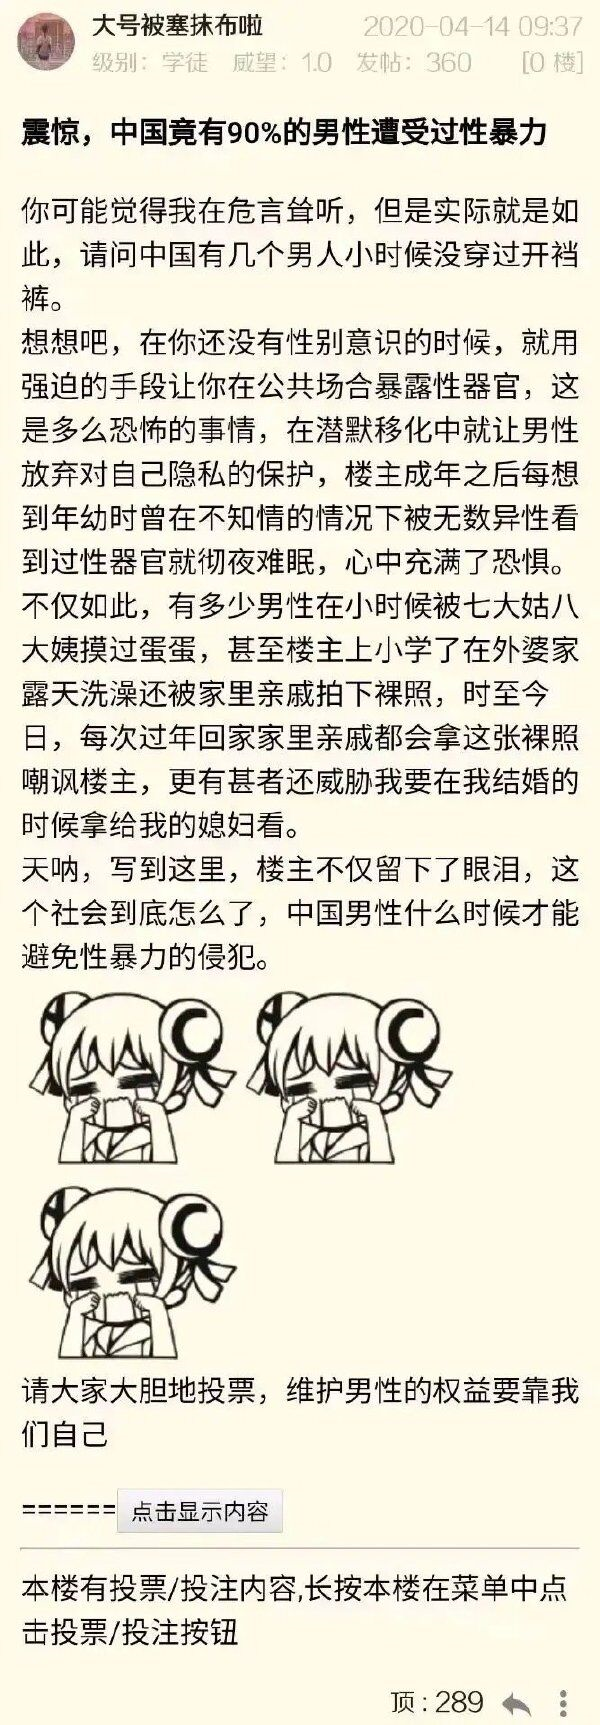 大号被塞抹布啦
2020-04-14 09:37
级别：学徒 威望：1.0 发帖：360 [0 楼]
震惊，中国竟有90%的男性遭受过性暴力
你可能觉得我在危言耸听，但是实际就是如
此，请问中国有几个男人小时候没穿过开裆
裤。
想想吧，在你还没有性别意识的时候，就用
强迫的手段让你在公共场合暴露性器官，这
是多么恐怖的事情，在潜默移化中就让男性
放弃对自己隐私的保护，楼主成年之后每想
到年幼时曾在不知情的情况下被无数异性看
到过性器官就彻夜难眠，心中充满了恐惧。
不仅如此，有多少男性在小时候被七大姑八
大姨摸过蛋蛋，甚至楼主上小学了在外婆家
露天洗澡还被家里亲戚拍下裸照，时至今
日，每次过年回家家里亲戚都会拿这张裸照
嘲讽楼主，更有甚者还威胁我要在我结婚的
时候拿给我的媳妇看。
天呐，写到这里，楼主不仅留下了眼泪，这
个社会到底怎么了，中国男性什么时候才能
避免性暴力的侵犯。
请大家大胆地投票，维护男性的权益要靠我
们自己
======点击显示内容
本楼有投票/投注内容,长按本楼在菜单中点
击投票/投注按钮
顶：289